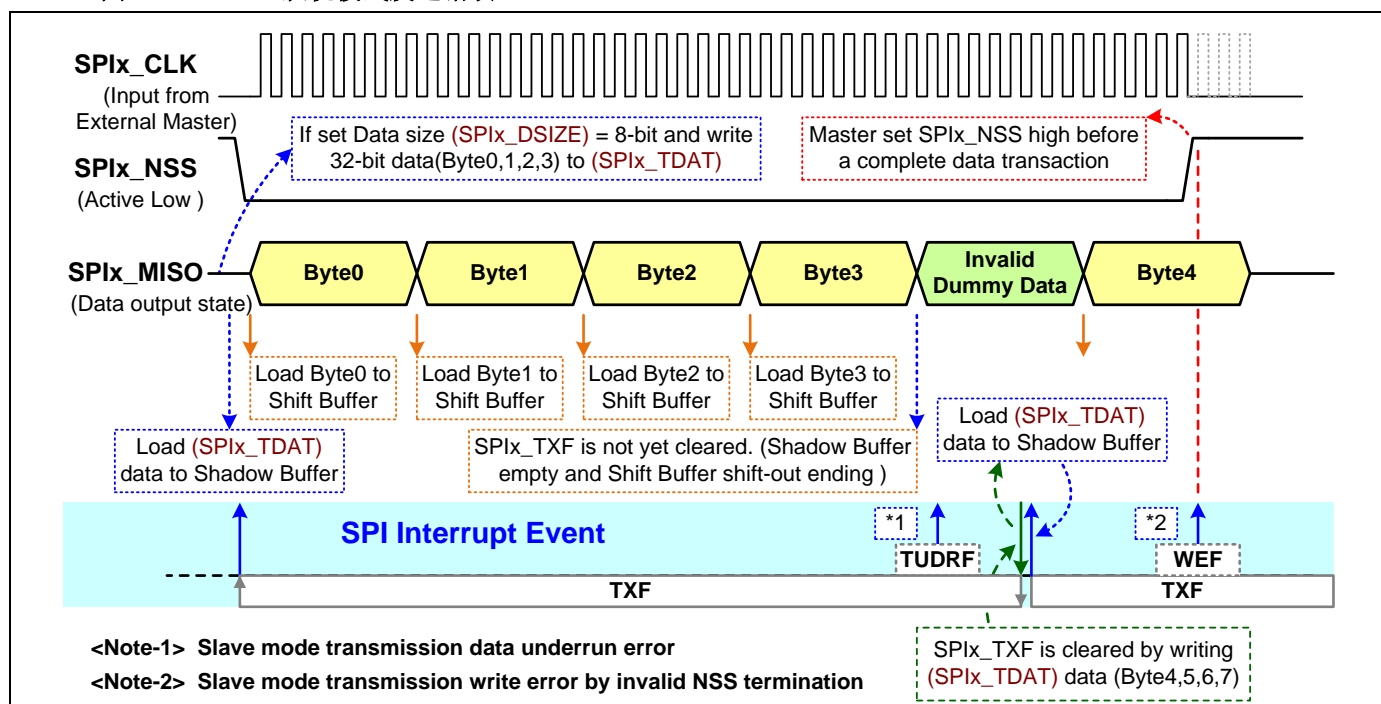 SPIx_CLK
(Input from
External Master)
If set Data size (SPIx_DSIZE) = 8-bit and write
32-bit data(Byte0,1,2,3) to (SPIx_TDAT)
Master set SPIx_NSS high before
a complete data transaction
SPIx_NSS
(Active Low )
SPIx_MISO
(Data output state)
Byte0
Byte1
Byte2
Byte3
Invalid
Dummy Data
Byte4
Load Byte0 to
Shift Buffer
Load Byte1 to
Shift Buffer
Load Byte2 to
Shift Buffer
Load Byte3 to
Shift Buffer
Load (SPIx_TDAT)
data to Shadow Buffer
SPIx_TXF is not yet cleared. (Shadow Buffer
empty and Shift Buffer shift-out ending )
Load (SPIx_TDAT)
data to Shadow Buffer
SPI Interrupt Event
*1
TUDRF
*2
WEF
TXF
TXF
<Note-1> Slave mode transmission data underrun error
<Note-2> Slave mode transmission write error by invalid NSS termination
SPIx_TXF is cleared by writing
(SPIx_TDAT) data (Byte4,5,6,7)